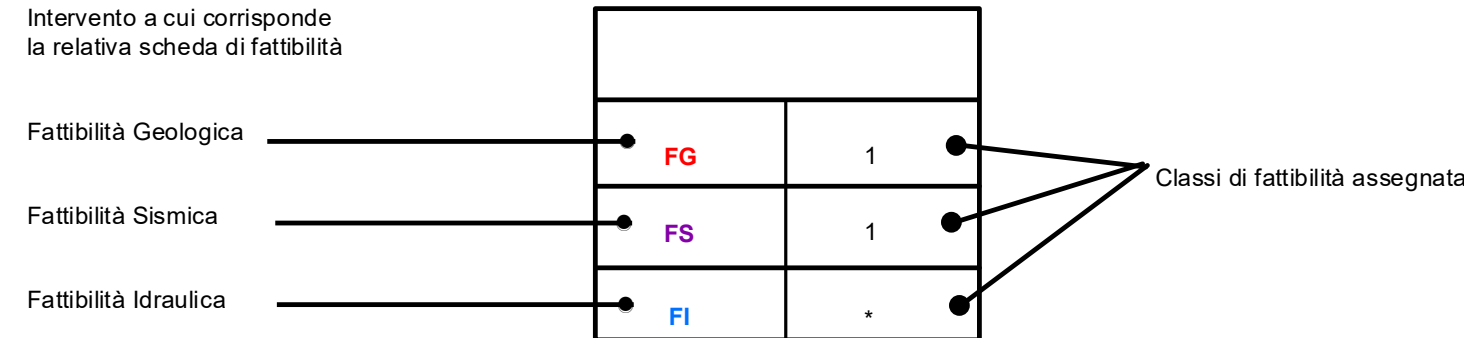 Intervento a cui corrisponde
la relativa scheda di fattibilità
Fattibilità Geologica
FG 1
Classi di fattibilità assegnata
Fattibilità Sismica
FS 1
Fattibilità Idraulica
FI *